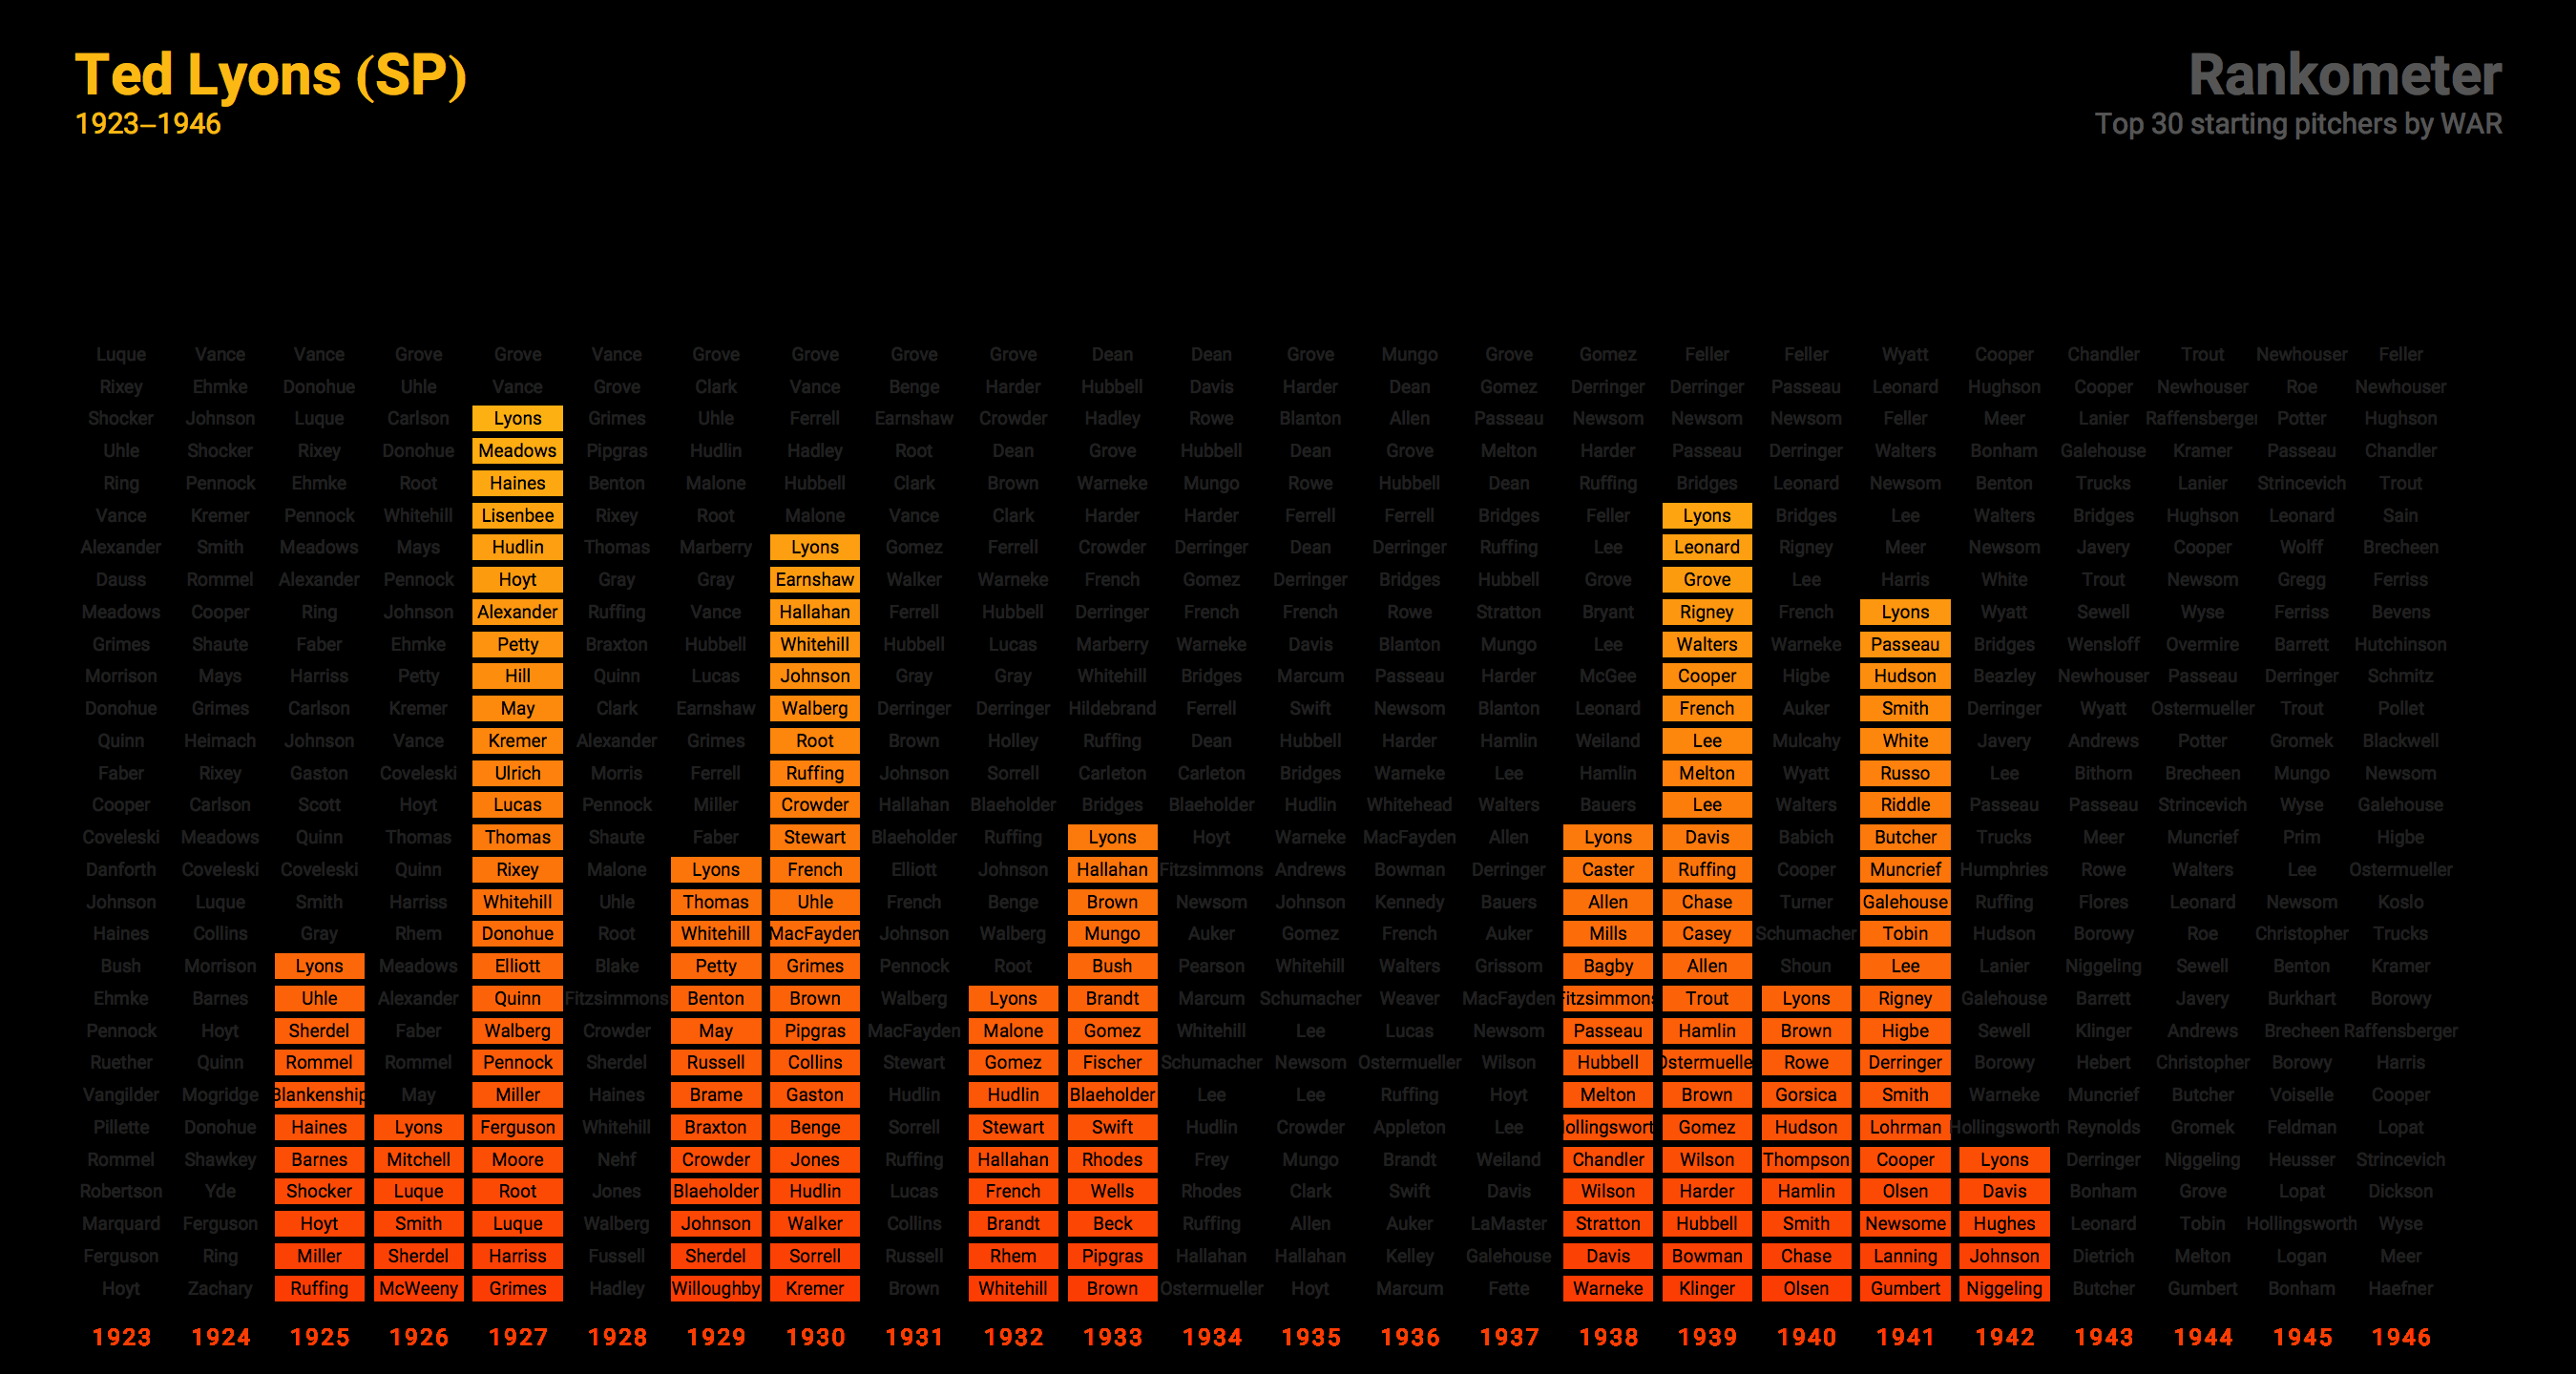 Ted Lyons (SP)
1923–1946
Rankometer
Top 30 starting pitchers by WAR
Luque Vance Vance Grove Grove Vance Grove Grove Grove Grove Dean Dean Grove Mungo Grove Gomez Feller Feller Wyatt Cooper Chandler Trout Newhouser Feller
Rixey Ehmke Donohue Uhle Vance Grove Clark Vance Benge Harder Hubbell Davis Harder Dean Gomez Derringer Derringer Passeau Leonard Hughson Cooper Newhouser Roe Newhouser
Shocker Johnson Luque Carlson Lyons Grimes Uhle Ferrell Earnshaw Crowder Hadley Rowe Blanton Allen Passeau Newsom Newsom Newsom Feller Meer Lanier Raffensberger Potter Hughson
Uhle Shocker Rixey Donohue Meadows Pipgras Hudlin Hadley Root Dean Grove Hubbell Dean Grove Melton Harder Passeau Derringer Walters Bonham Galehouse Kramer Passeau Chandler
Ring Pennock Ehmke Root Haines Benton Malone Hubbell Clark Brown Warneke Mungo Rowe Hubbell Dean Ruffing Bridges Leonard Newsom Benton Trucks Lanier Strincevich Trout
Vance Kremer Pennock Whitehill Lisenbee Rixey Root Malone Vance Clark Harder Harder Ferrell Ferrell Bridges Feller Lyons Bridges Lee Walters Bridges Hughson Leonard Sain
Alexander Smith Meadows Mays Hudlin Thomas Marberry Lyons Gomez Ferrell Crowder Derringer Dean Derringer Ruffing Lee Leonard Rigney Meer Newsom Javery Cooper Wolff Brecheen
Dauss Rommel Alexander Pennock Hoyt Gray Gray Earnshaw Walker Warneke French Gomez Derringer Bridges Hubbell Grove Grove Lee Harris White Trout Newsom Gregg Ferriss
Meadows Cooper Ring Johnson Alexander Ruffing Vance Hallahan Ferrell Hubbell Derringer French French Rowe Stratton Bryant Rigney French Lyons Wyatt Sewell Wyse Ferriss Bevens
Grimes Shaute Faber Ehmke Petty Braxton Hubbell Whitehill Hubbell Lucas Marberry Warneke Davis Blanton Mungo Lee Walters Warneke Passeau Bridges Wensloff Overmire Barrett Hutchinson
Morrison Mays Harriss Petty Hill Quinn Lucas Johnson Gray Gray Whitehill Bridges Marcum Passeau Harder McGee Cooper Higbe Hudson Beazley Newhouser Passeau Derringer Schmitz
Donohue Grimes Carlson Kremer May Clark Earnshaw Walberg Derringer Derringer Hildebrand Ferrell Swift Newsom Blanton Leonard French Auker Smith Derringer Wyatt Ostermueller Trout Pollet
Quinn Heimach Johnson Vance Kremer Alexander Grimes Root Brown Holley Ruffing Dean Hubbell Harder Hamlin Weiland Lee Mulcahy White Javery Andrews Potter Gromek Blackwell
Faber Rixey Gaston Coveleski Ulrich Morris Ferrell Ruffing Johnson Sorrell Carleton Carleton Bridges Warneke Lee Hamlin Melton Wyatt Russo Lee Bithorn Brecheen Mungo Newsom
Cooper Carlson Scott Hoyt Lucas Pennock Miller Crowder Hallahan Blaeholder Bridges Blaeholder Hudlin Whitehead Walters Bauers Lee Walters Riddle Passeau Passeau Strincevich Wyse Galehouse
Coveleski Meadows Quinn Thomas Thomas Shaute Faber Stewart Blaeholder Ruffing Lyons Hoyt Warneke MacFayden Allen Lyons Davis Babich Butcher Trucks Meer Muncrief Prim Higbe
Danforth Coveleski Coveleski Quinn Rixey Malone Lyons French Elliott Johnson Hallahan Fitzsimmons Andrews Bowman Derringer Caster Ruffing Cooper Muncrief Humphries Rowe Walters Lee Ostermueller
Johnson Luque Smith Harriss Whitehill Uhle Thomas Uhle French Benge Brown Newsom Johnson Kennedy Bauers Allen Chase Turner Galehouse Ruffing Flores Leonard Newsom Koslo
Haines Collins Gray Rhem Donohue Root Whitehill MacFayden Johnson Walberg Mungo Auker Gomez French Auker Mills Casey Schumacher Tobin Hudson Borowy Roe Christopher Trucks
Bush Morrison Lyons Meadows Elliott Blake Petty Grimes Pennock Root Bush Pearson Whitehill Walters Grissom Bagby Allen Shoun Lee Lanier Niggeling Sewell Benton Kramer
Ehmke Barnes Uhle Alexander Quinn Fitzsimmons Benton Brown Walberg Lyons Brandt Marcum Schumacher Weaver MacFayden Fitzsimmons Trout Lyons Rigney Galehouse Barrett Javery Burkhart Borowy
Pennock Hoyt Sherdel Faber Walberg Crowder May Pipgras MacFayden Malone Gomez Whitehill Lee Lucas Newsom Passeau Hamlin Brown Higbe Sewell Klinger Andrews Brecheen Raffensberger
Ruether Quinn Rommel Rommel Pennock Sherdel Russell Collins Stewart Gomez Fischer Schumacher Newsom Ostermueller Wilson Hubbell Ostermuelle Rowe Derringer Borowy Hebert Christopher Borowy Harris
Vangilder Mogridge Blankenship May Miller Haines Brame Gaston Hudlin Hudlin Blaeholder Lee Lee Ruffing Hoyt Melton Brown Gorsica Smith Warneke Muncrief Butcher Voiselle Cooper
Pillette Donohue Haines Lyons Ferguson Whitehill Braxton Benge Sorrell Stewart Swift Hudlin Crowder Appleton Lee ollingswort Gomez Hudson Lohrman Hollingsworth Reynolds Gromek Feldman Lopat
Rommel Shawkey Barnes Mitchell Moore Nehf Crowder Jones Ruffing Hallahan Rhodes Frey Mungo Brandt Weiland Chandler Wilson Thompson Cooper Lyons Derringer Niggeling Heusser Strincevich
Robertson Yde Shocker Luque Root Jones Blaeholder Hudlin Lucas French Wells Rhodes Clark Swift Davis Wilson Harder Hamlin Olsen Davis Bonham Grove Lopat Dickson
Marquard Ferguson Hoyt Smith Luque Walberg Johnson Walker Collins Brandt Beck Ruffing Allen Auker LaMaster Stratton Hubbell Smith Newsome Hughes Leonard Tobin Hollingsworth Wyse
Ferguson Ring Miller Sherdel Harriss Fussell Sherdel Sorrell Russell Rhem Pipgras Hallahan Hallahan Kelley Galehouse Davis Bowman Chase Lanning Johnson Dietrich Melton Logan Meer
Hoyt Zachary Ruffing McWeeny Grimes Hadley Willoughby Kremer Brown Whitehill Brown Ostermueller Hoyt Marcum Fette Warneke Klinger Olsen Gumbert Niggeling Butcher Gumbert Bonham Haefner
1923 1924 1925 1926 1927 1928 1929 1930 1931 1932 1933 1934 1935 1936 1937 1938 1939 1940 1941 1942 1943 1944 1945 1946